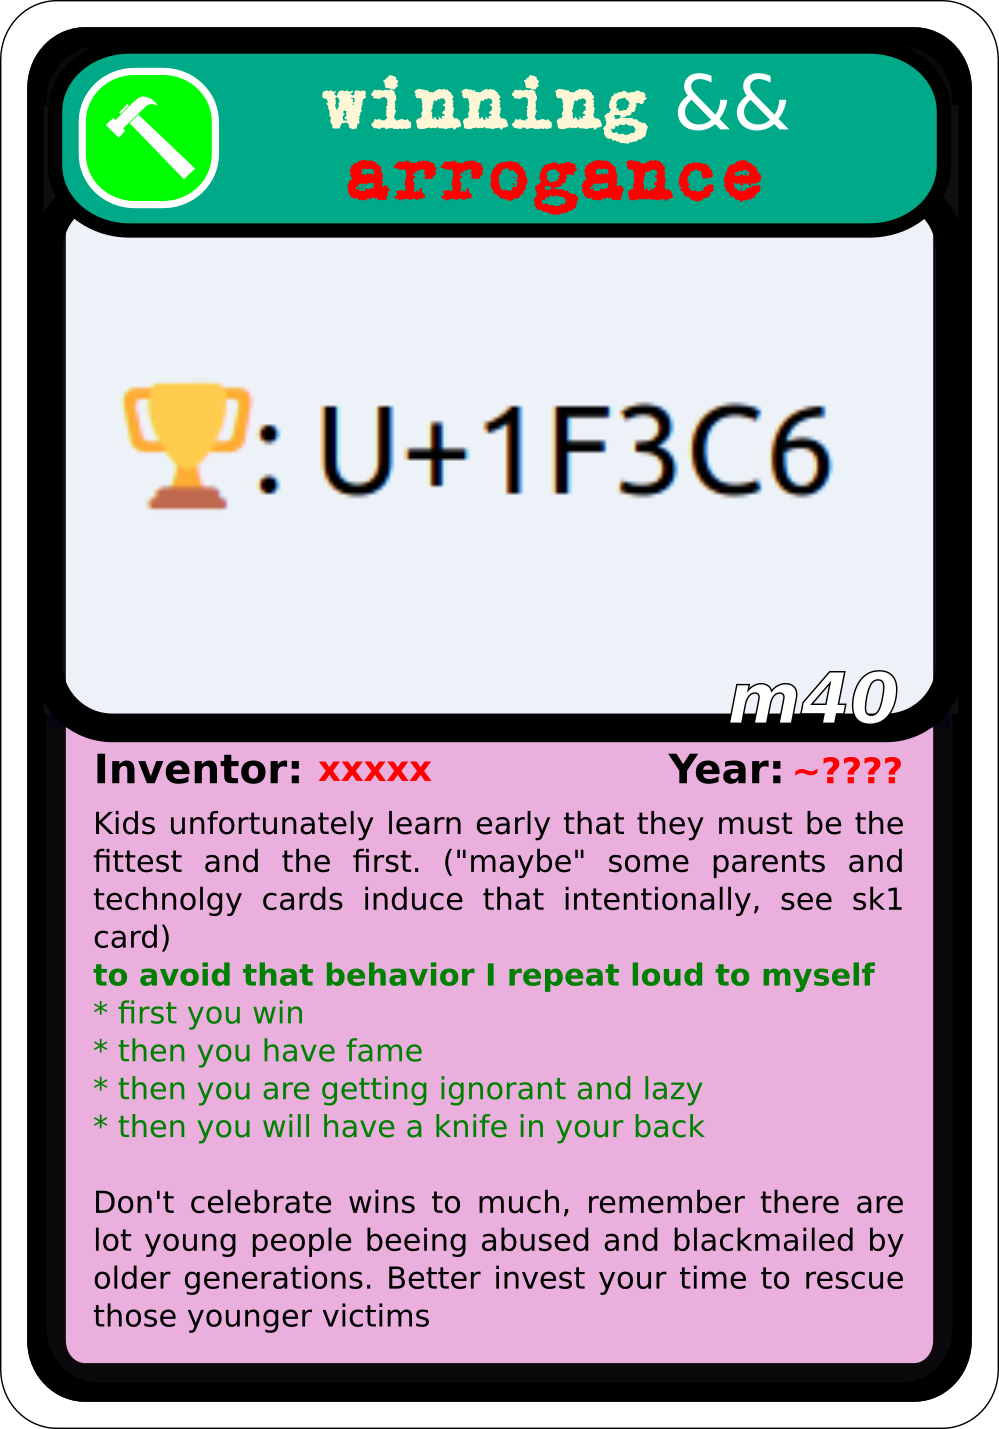 winning &&
arrogance
🏆: U+1F3C6
m40
Inventor: xxxxx Year: ~????
Kids unfortunately learn early that they must be the
fittest and the first. ("maybe" some parents and
technolgy cards induce that intentionally, see sk1
card)
to avoid that behavior I repeat loud to myself
* first you win
* then you have fame
* then you are getting ignorant and lazy
* then you will have a knife in your back
Don't celebrate wins to much, remember there are
lot young people beeing abused and blackmailed by
older generations. Better invest your time to rescue
those younger victims